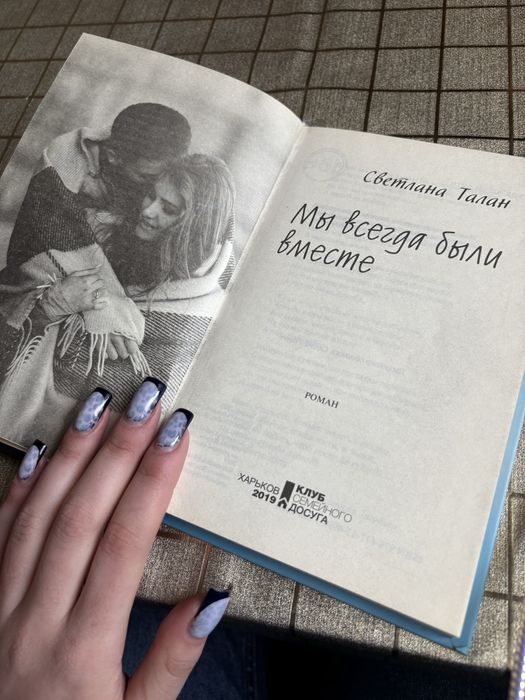 Светлана Талан
Мы всегда были
вместе
РОМАН
ХАРЬКОВ
2019
КЛУБ
СЕМЕЙНОГО
ДОСУГА